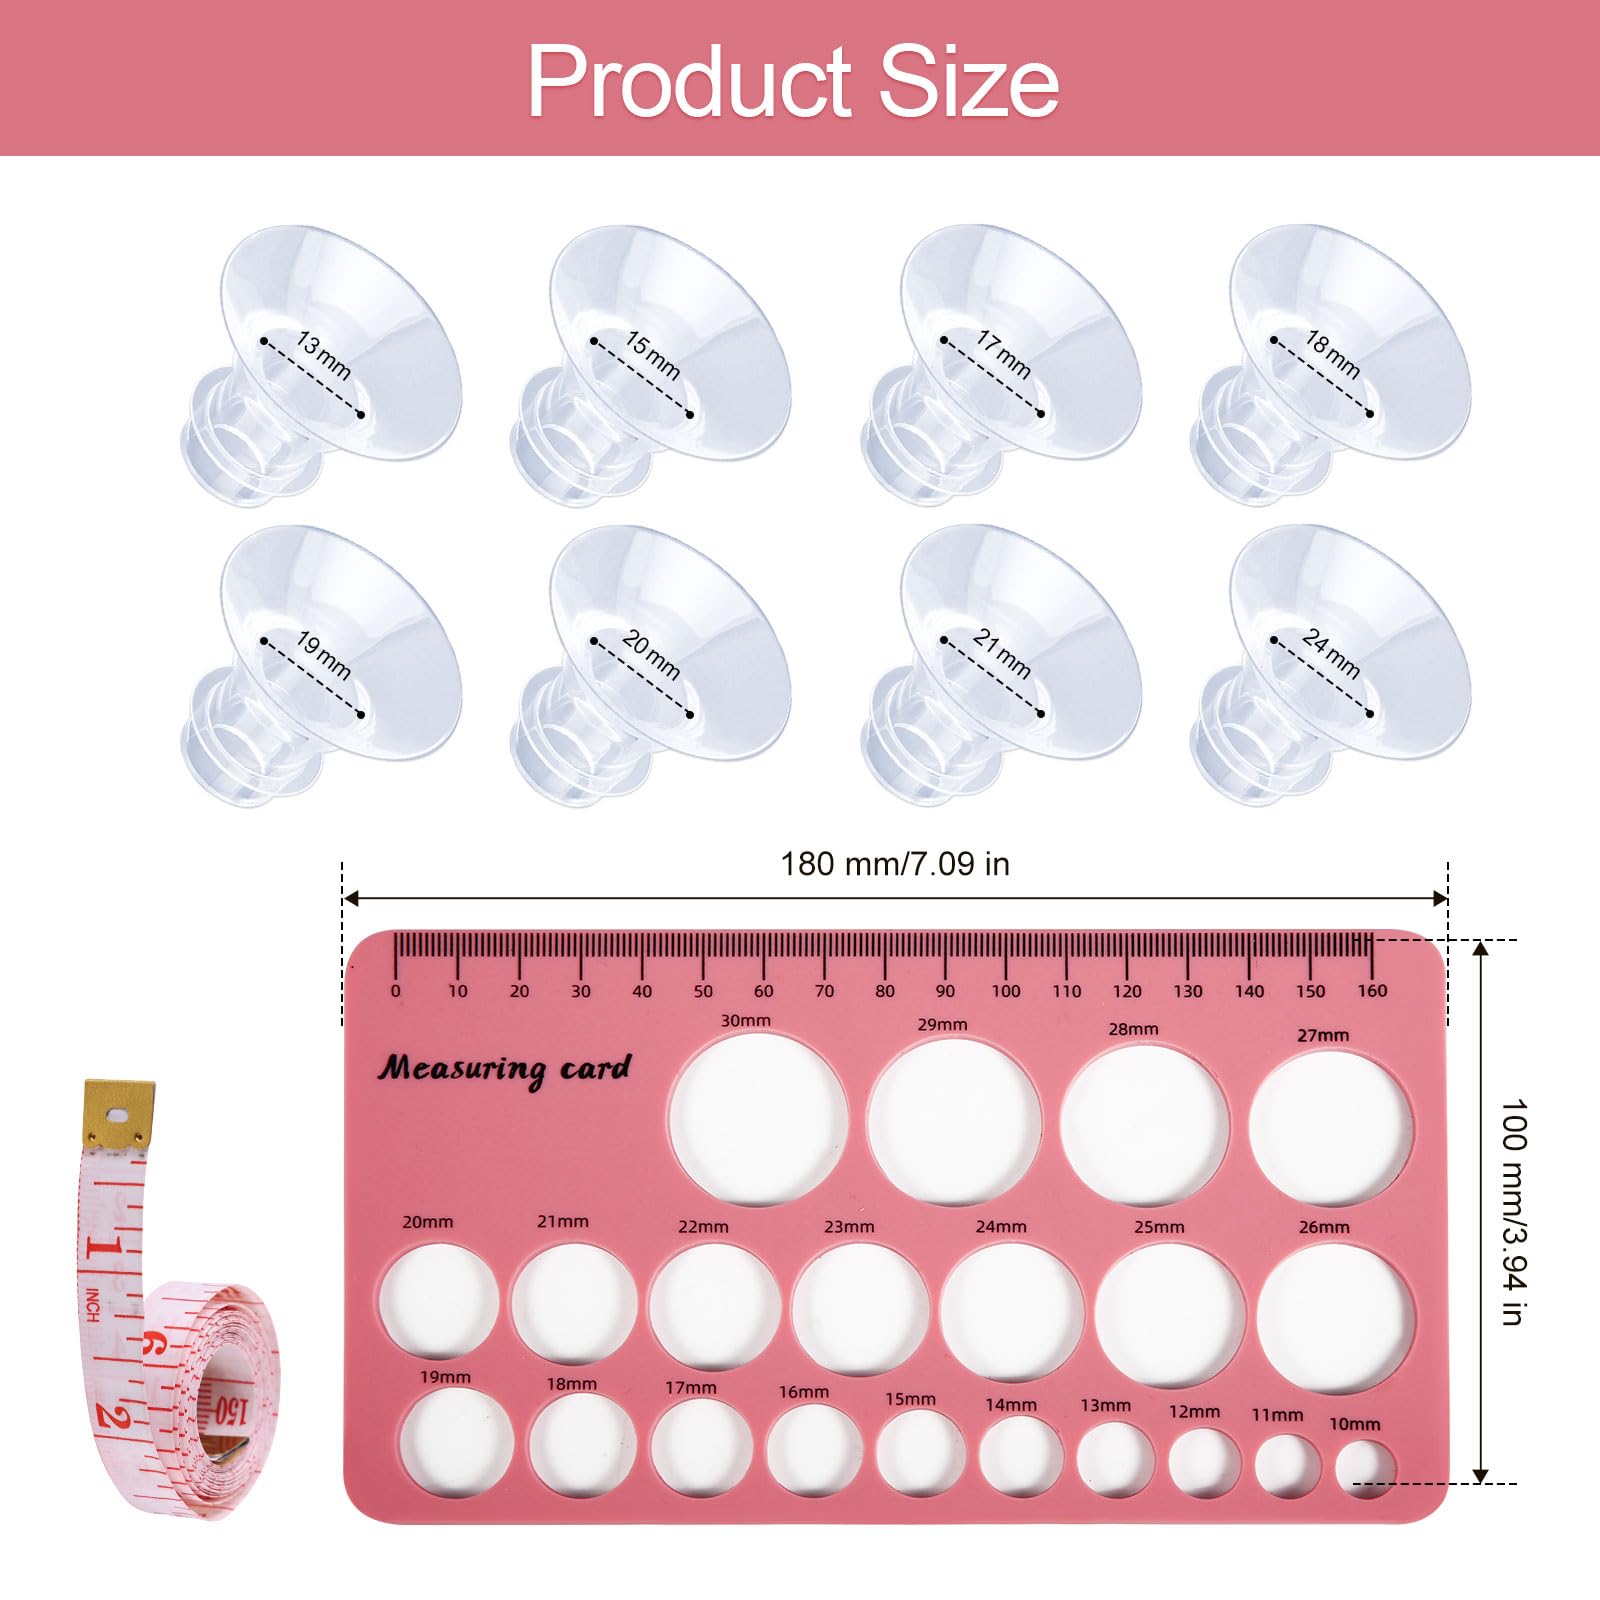 Product Size
13mm
15mm
17mm
18mm
19mm
20mm
21mm
24mm
180 mm/7.09 in
0 10 20 30 40 50 60 70 80 90 100 110 120 130 140 150 160
30mm 29mm 28mm 27mm
Measuring card
20mm 21mm 22mm 23mm 24mm 25mm 26mm
19mm 18mm 17mm 16mm 15mm 14mm 13mm 12mm 11mm 10mm
100 mm/3.94 in
1
INCH
2
6
150